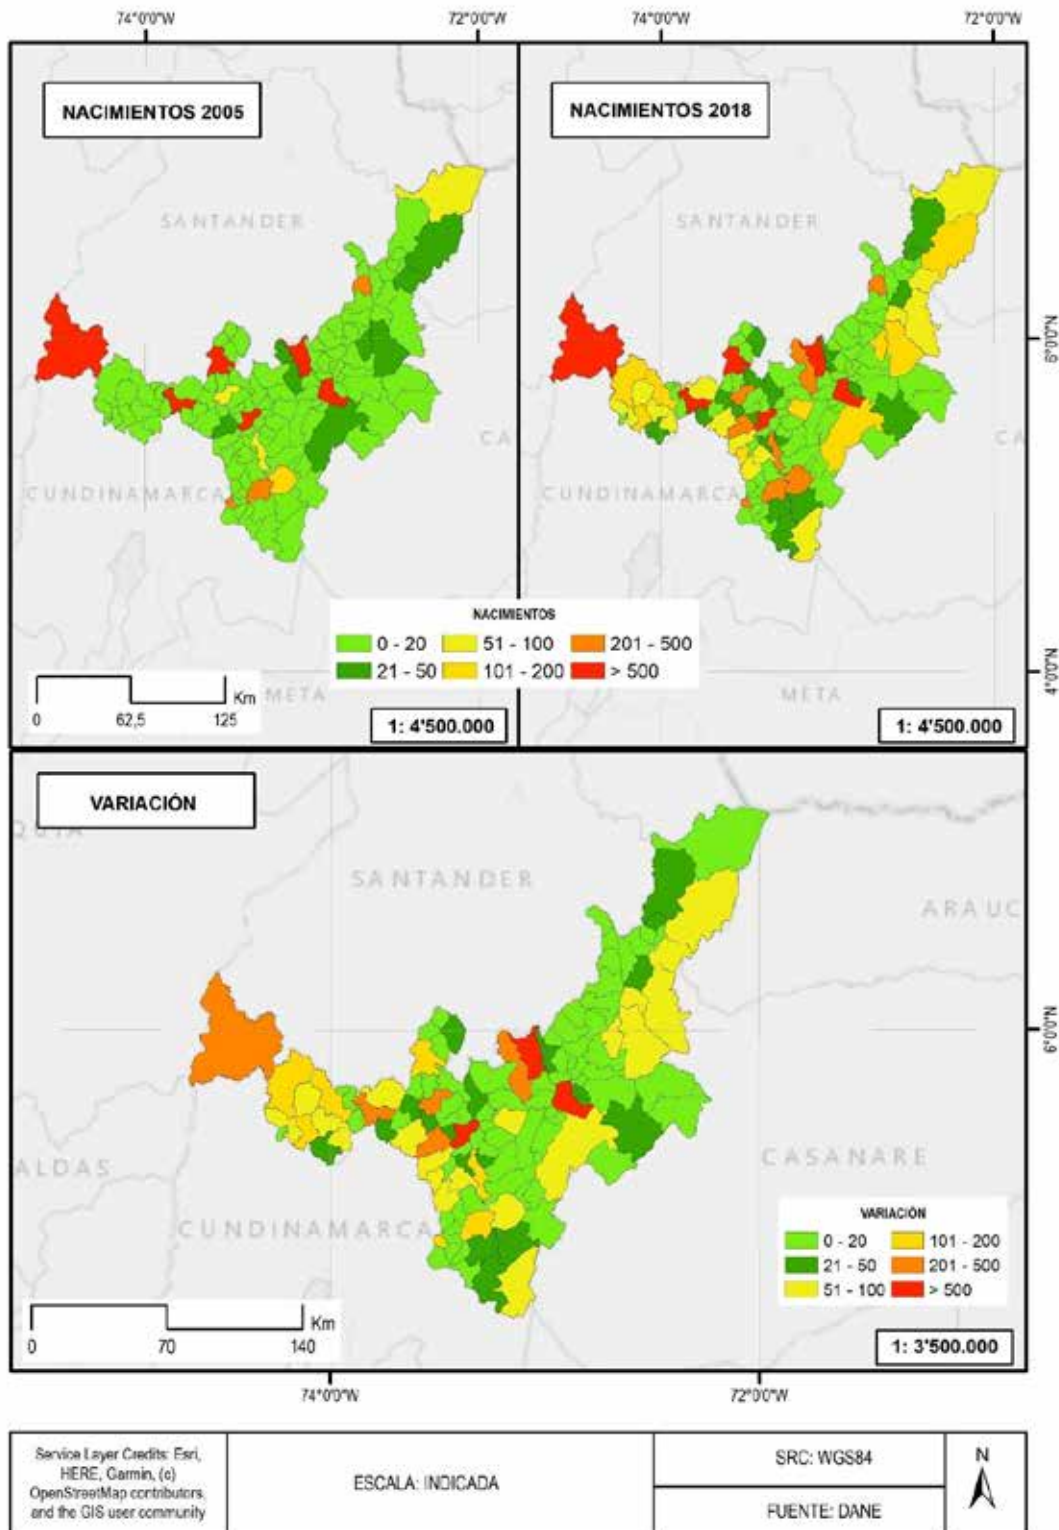 74°0'0"W
72°0'0"W
74°0'0"W
72°0'0"W
NACIMIENTOS 2005
NACIMIENTOS 2018
SANTANDER
SANTANDER
6°0'0"N
CA
CA
CUNDINAMARCA
CUNDINAMARCA
NACIMIENTOS
0 - 20
51 - 100
201 - 500
21 - 50
101 - 200
> 500
4°0'0"N
META
META
Km
0
62,5
125
1: 4'500.000
1: 4'500.000
VARIACIÓN
QUIA
SANTANDER
ARAUC
6°0'0"N
ALDAS
CASANARE
CUNDINAMARCA
VARIACIÓN
0 - 20
101 - 200
21 - 50
201 - 500
51 - 100
> 500
Km
0
70
140
1: 3'500.000
74°0'0"W
72°0'0"W
Service Layer Credits: Esri,
HERE, Garmin, (c)
OpenStreetMap contributors,
and the GIS user community
ESCALA: INDICADA
SRC: WGS84
FUENTE: DANE
N